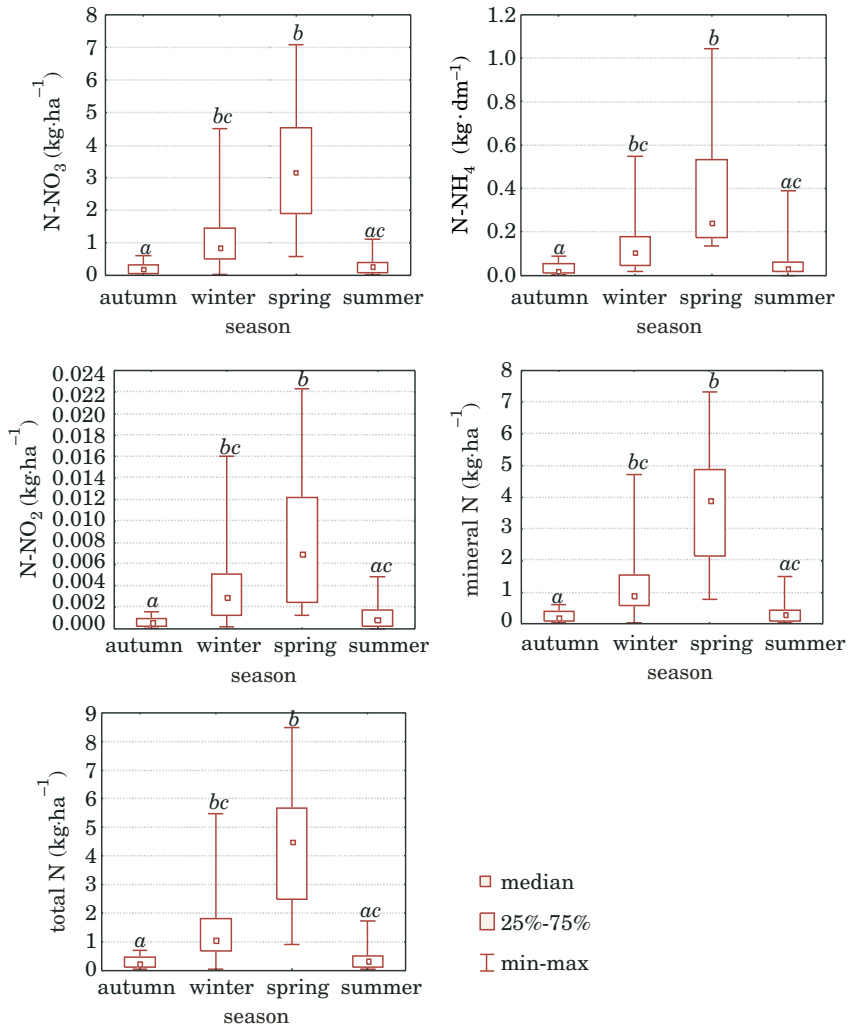 N-NO3 (kg·ha−1)
8
7
6
5
4
3
2
1
0
a
bc
b
ac
autumn winter spring summer
season
N-NH4 (kg·dm−1)
1.2
1.0
0.8
0.6
0.4
0.2
0.0
a
bc
b
ac
autumn winter spring summer
season
N-NO2 (kg·ha−1)
0.024
0.022
0.020
0.018
0.016
0.014
0.012
0.010
0.008
0.006
0.004
0.002
0.000
a
bc
b
ac
autumn winter spring summer
season
mineral N (kg·ha−1)
8
7
6
5
4
3
2
1
0
a
bc
b
ac
autumn winter spring summer
season
total N (kg·ha−1)
9
8
7
6
5
4
3
2
1
0
a
bc
b
ac
autumn winter spring summer
season
median
25%-75%
min-max